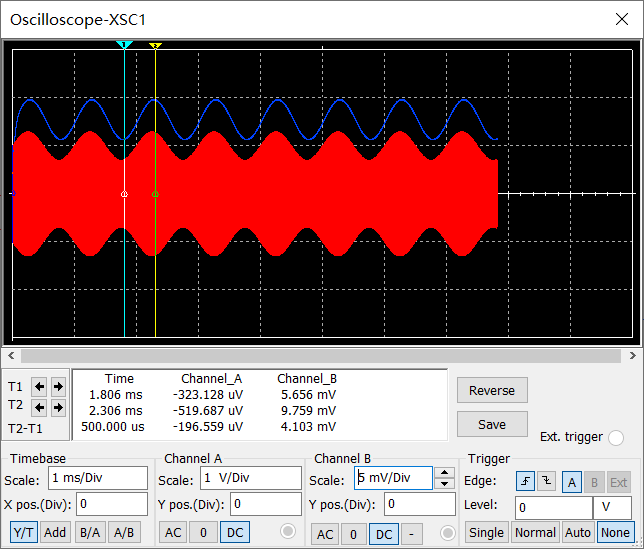 Oscilloscope-XSC1
1
2
T1
T2
T2-T1
Time Channel_A Channel_B
1.806 ms -323.128 uV 5.656 mV
2.306 ms -519.687 uV 9.759 mV
500.000 us -196.559 uV 4.103 mV
Reverse
Save
Ext. trigger
Timebase
Scale: 1 ms/Div
X pos.(Div): 0
Y/T Add B/A A/B
Channel A
Scale: 1 V/Div
Y pos.(Div): 0
AC 0 DC
Channel B
Scale: 5 mV/Div
Y pos.(Div): 0
AC 0 DC -
Trigger
Edge: A B Ext
Level: 0 V
Single Normal Auto None